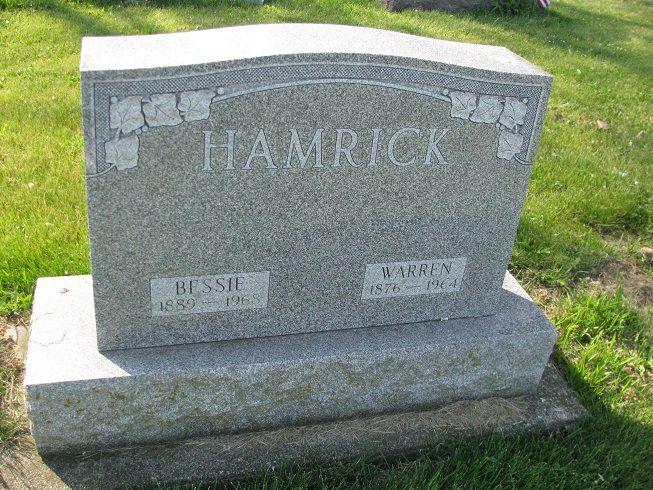 HAMRICK
BESSIE
1889 — 1968
WARREN
1876 — 1964